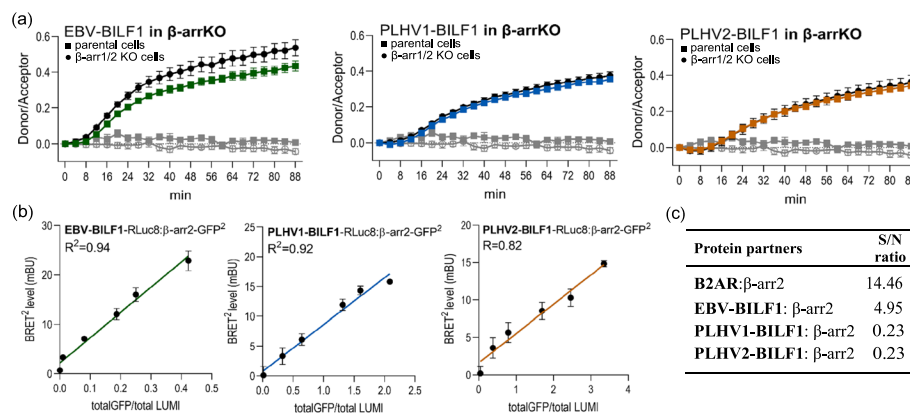 (a)
EBV-BILF1 in β-arrKO
parental cells
β-arr1/2 KO cells
Donor/Acceptor
0.6
0.4
0.2
0.0
0 8 16 24 32 40 48 56 64 72 80 88
min
PLHV1-BILF1 in β-arrKO
parental cells
β-arr1/2 KO cells
Donor/Acceptor
0.6
0.4
0.2
0.0
0 8 16 24 32 40 48 56 64 72 80 88
min
PLHV2-BILF1 in β-arrKO
parental cells
β-arr1/2 KO cells
Donor/Acceptor
0.6
0.4
0.2
0.0
0 8 16 24 32 40 48 56 64 72 80 88
min
(b)
EBV-BILF1-RLuc8:β-arr2-GFP²
R²=0.94
BRET² level (mBU)
30
20
10
0
0.0 0.2 0.4
totalGFP/total LUMI
PLHV1-BILF1-RLuc8:β-arr2-GFP²
R²=0.92
BRET² level (mBU)
25
20
15
10
5
0
0.0 0.5 1.0 1.5 2.0 2.5
totalGFP/total LUMI
PLHV2-BILF1-RLuc8:β-arr2-GFP²
R=0.82
BRET² level (mBU)
20
15
10
5
0
0 1 2 3 4
totalGFP/total LUMI
(c)
Protein partners S/N ratio
B2AR:β-arr2 14.46
EBV-BILF1: β-arr2 4.95
PLHV1-BILF1: β-arr2 0.23
PLHV2-BILF1: β-arr2 0.23